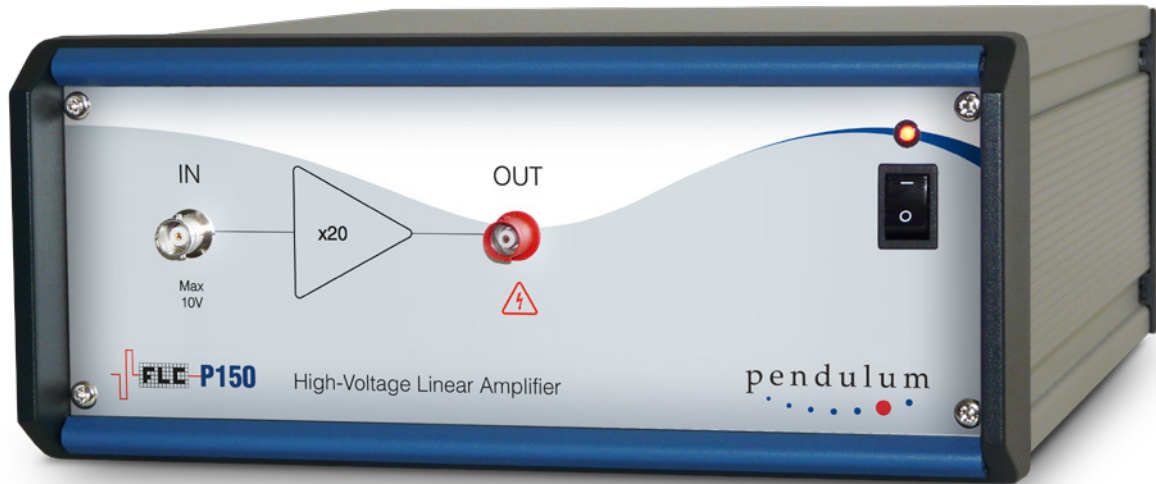 IN
OUT
x20
Max
10V
FLC P150
High-Voltage Linear Amplifier
pendulum